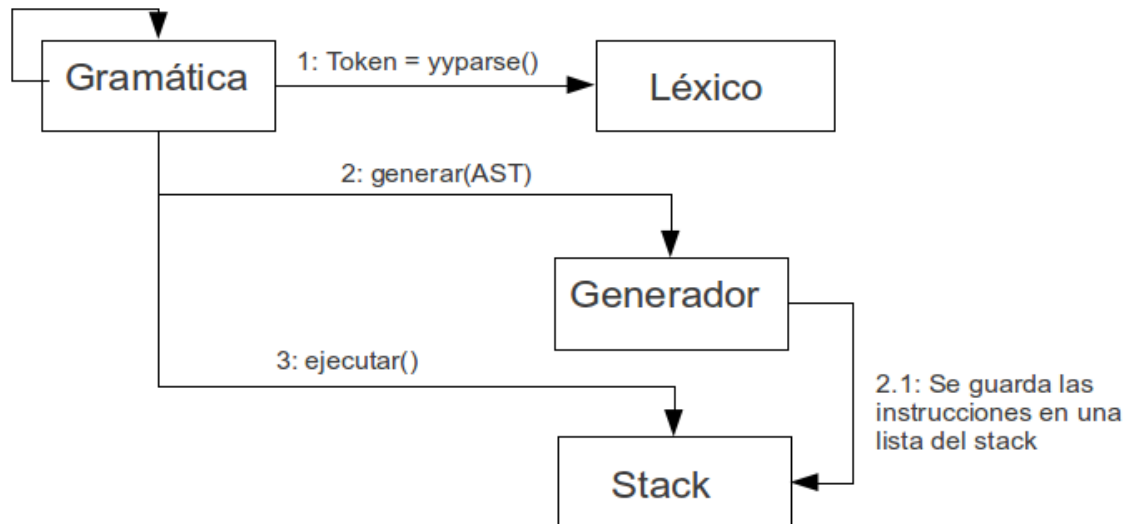 Gramática
1: Token = yyparse()
Léxico
2: generar(AST)
Generador
3: ejecutar()
2.1: Se guarda las
instrucciones en una
lista del stack
Stack